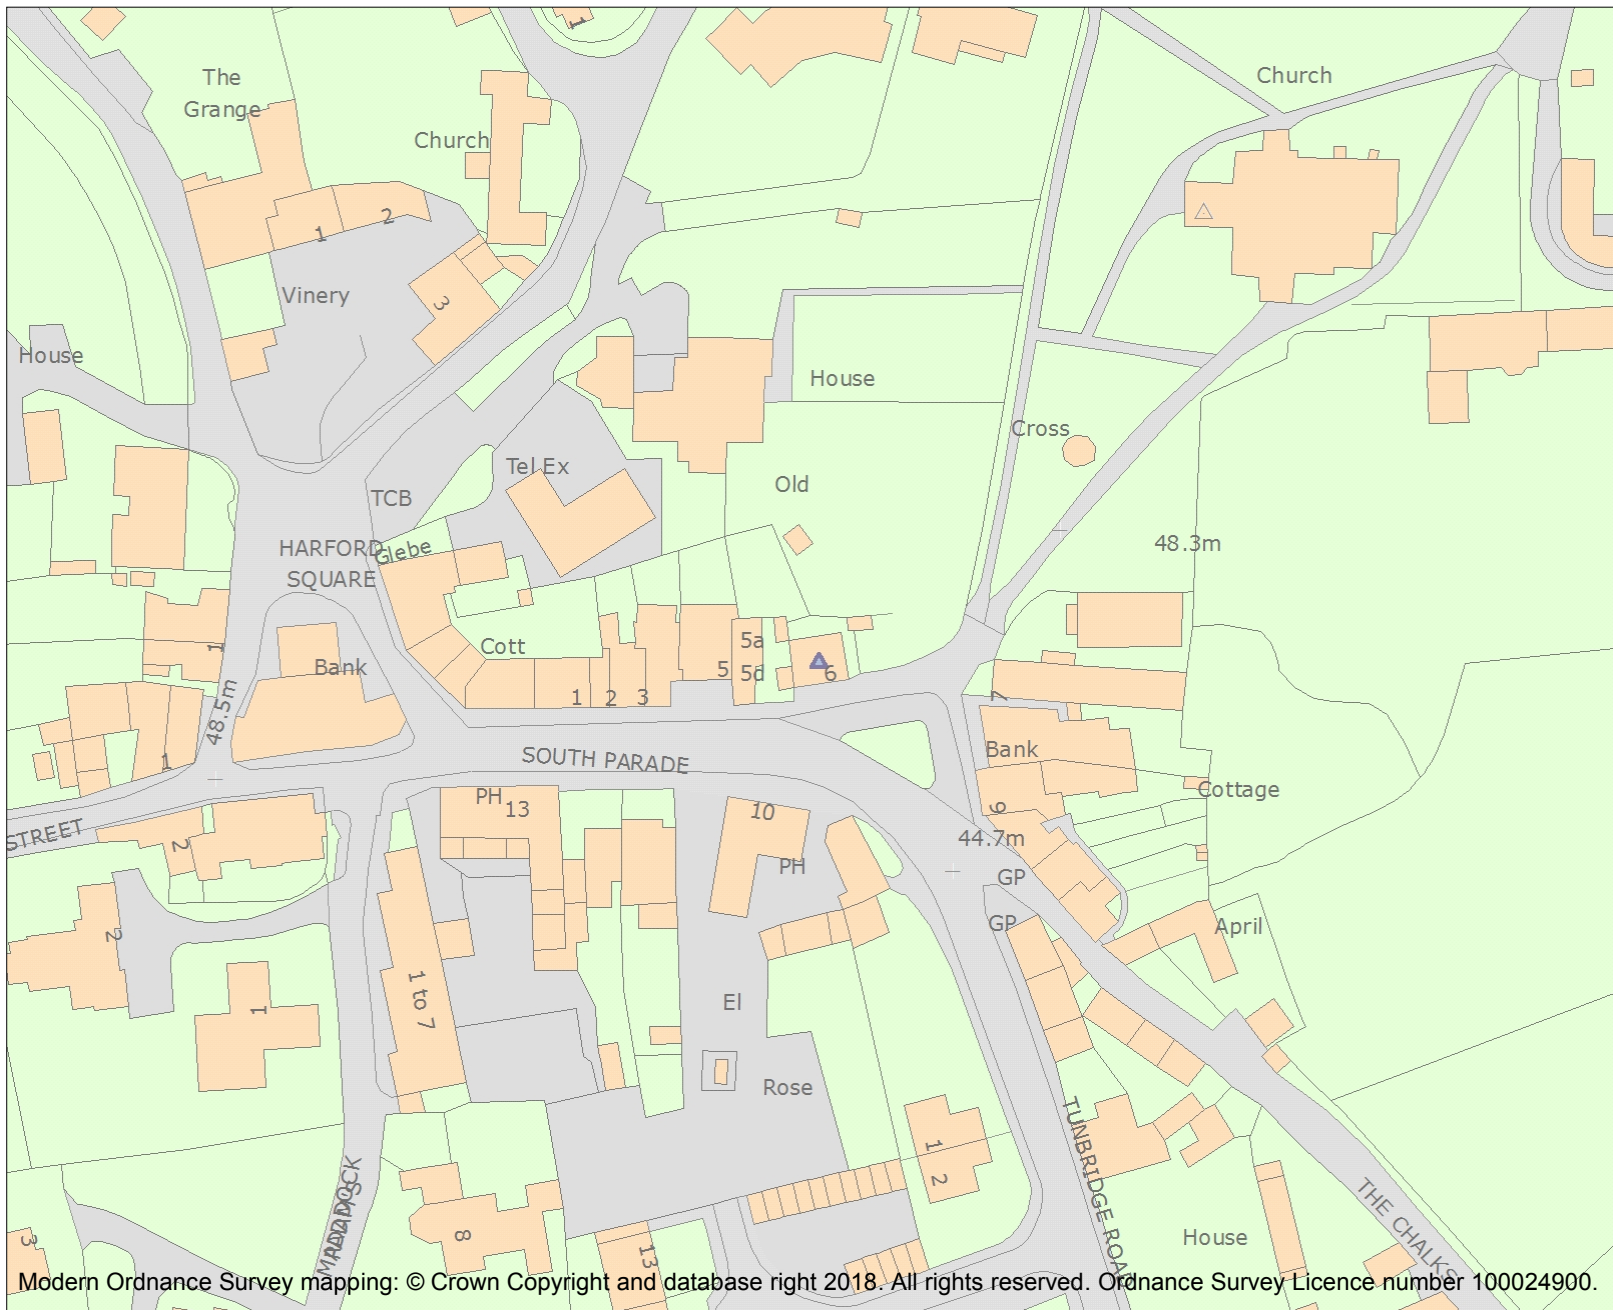 1
The
Grange
Church
Church
1
2
Vinery
3
House
House
Cross
Tel Ex
Old
TCB
HARFORD
SQUARE
Glebe
48.3m
Cott
5a
5d
5
6
1
2
3
1
Bank
48.5m
1
7
SOUTH PARADE
Bank
Cottage
PH
13
10
9
44.7m
STREET
2
PH
GP
GP
April
2
1 to 7
1
El
Rose
1
2
TUNBRIDGE ROAD
THE CHALKS
House
MADDOCK
8
13
3
Modern Ordnance Survey mapping: © Crown Copyright and database right 2018. All rights reserved. Ordnance Survey Licence number 100024900.